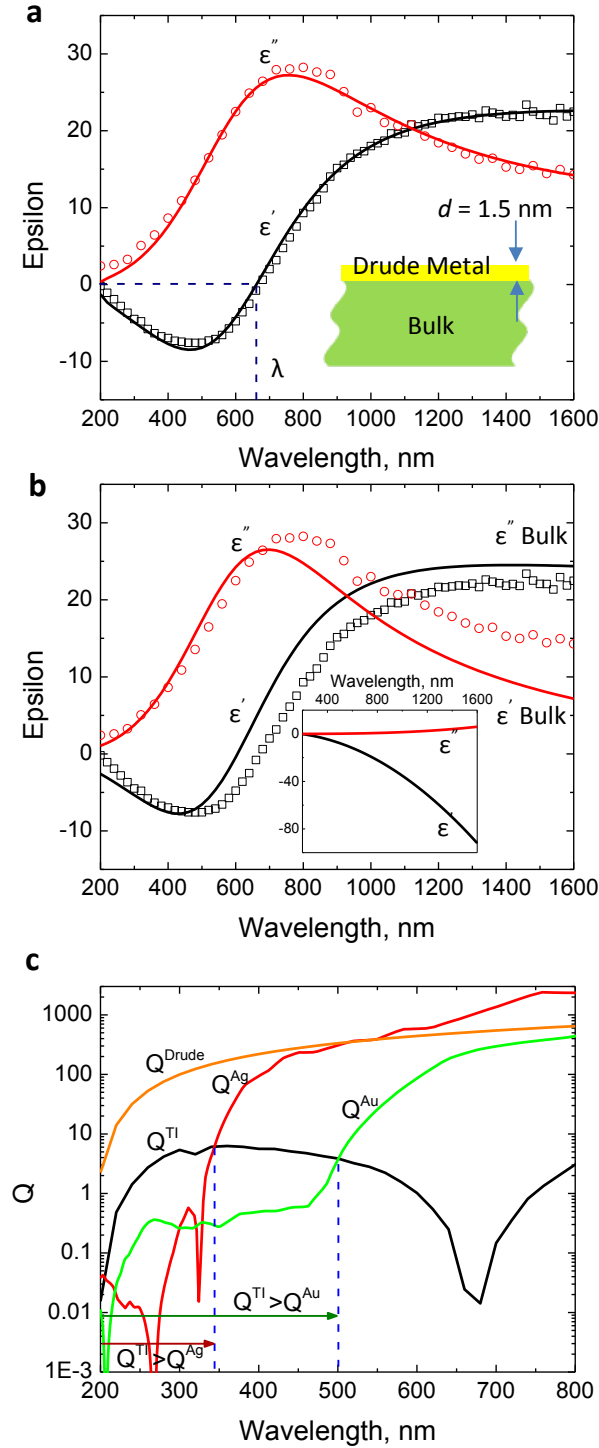 a
ε″
30
20
10
0
-10
ε′
d = 1.5 nm
Drude Metal
Bulk
λ
Epsilon
200 400 600 800 1000 1200 1400 1600
Wavelength, nm
b
ε″
ε″ Bulk
30
20
10
0
-10
ε′
ε′ Bulk
Wavelength, nm
400 800 1200 1600
0
-40
-80
ε″
ε′
Epsilon
200 400 600 800 1000 1200 1400 1600
Wavelength, nm
c
1000
100
10
1
0.1
0.01
1E-3
Q^Drude
Q^Ag
Q^Au
Q^TI
Q^TI>Q^Au
Q^TI>Q^Ag
Q
200 300 400 500 600 700 800
Wavelength, nm